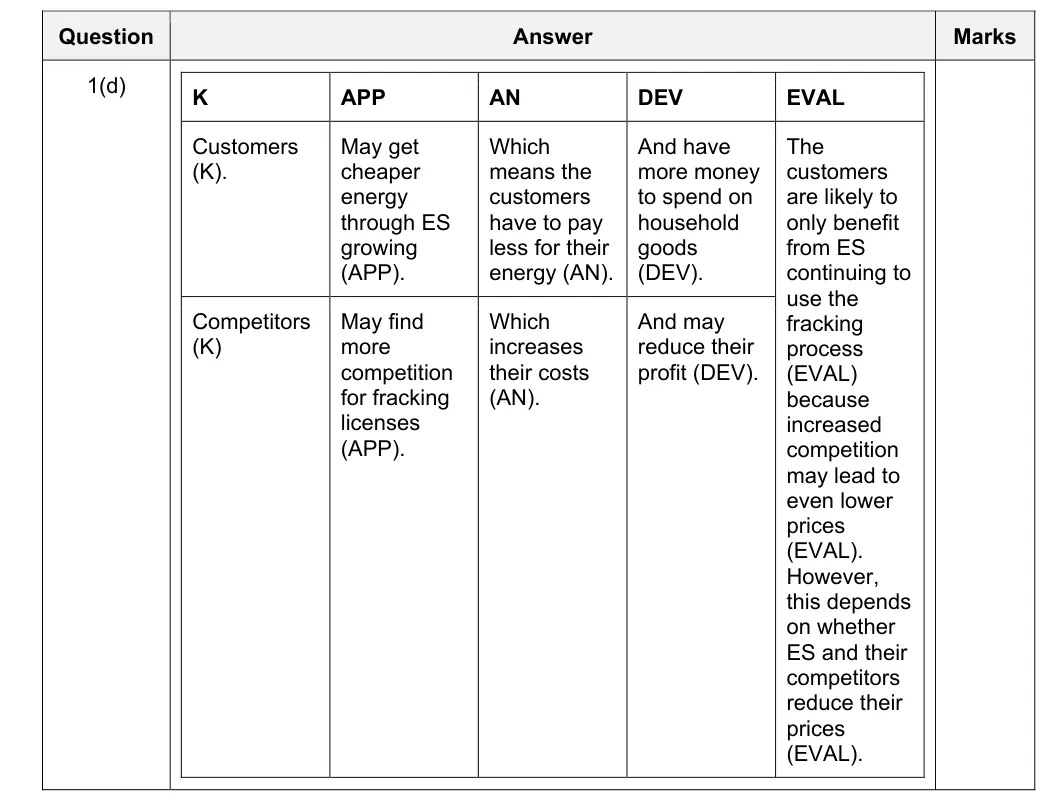 Question Answer Marks
1(d)
K APP AN DEV EVAL
Customers
(K).
May get
cheaper
energy
through ES
growing
(APP).
Which
means the
customers
have to pay
less for their
energy (AN).
And have
more money
to spend on
household
goods
(DEV).
The
customers
are likely to
only benefit
from ES
continuing to
use the
fracking
process
(EVAL)
because
increased
competition
may lead to
even lower
prices
(EVAL).
However,
this depends
on whether
ES and their
competitors
reduce their
prices
(EVAL).
Competitors
(K)
May find
more
competition
for fracking
licenses
(APP).
Which
increases
their costs
(AN).
And may
reduce their
profit (DEV).